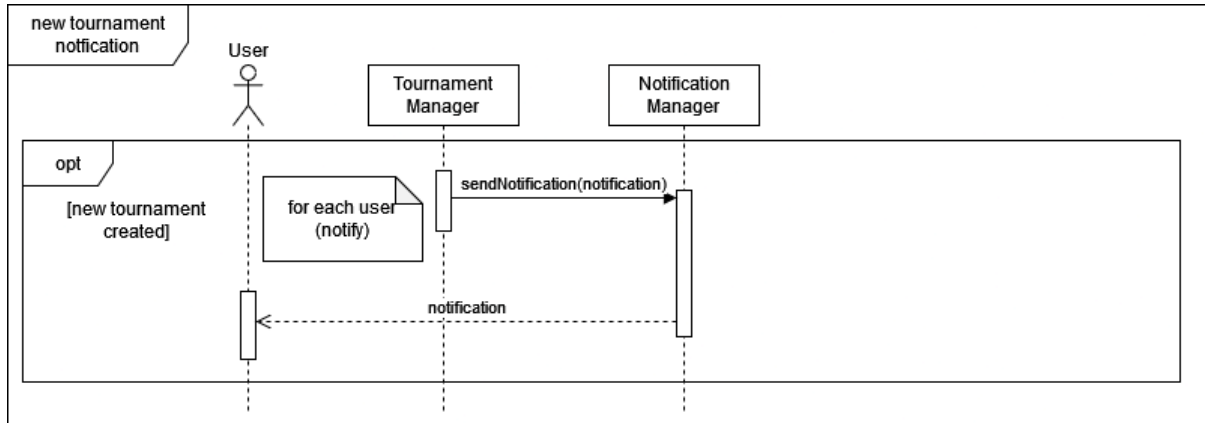 new tournament
notfication
User
Tournament
Manager
Notification
Manager
opt
[new tournament
created]
for each user
(notify)
sendNotification(notification)
notification